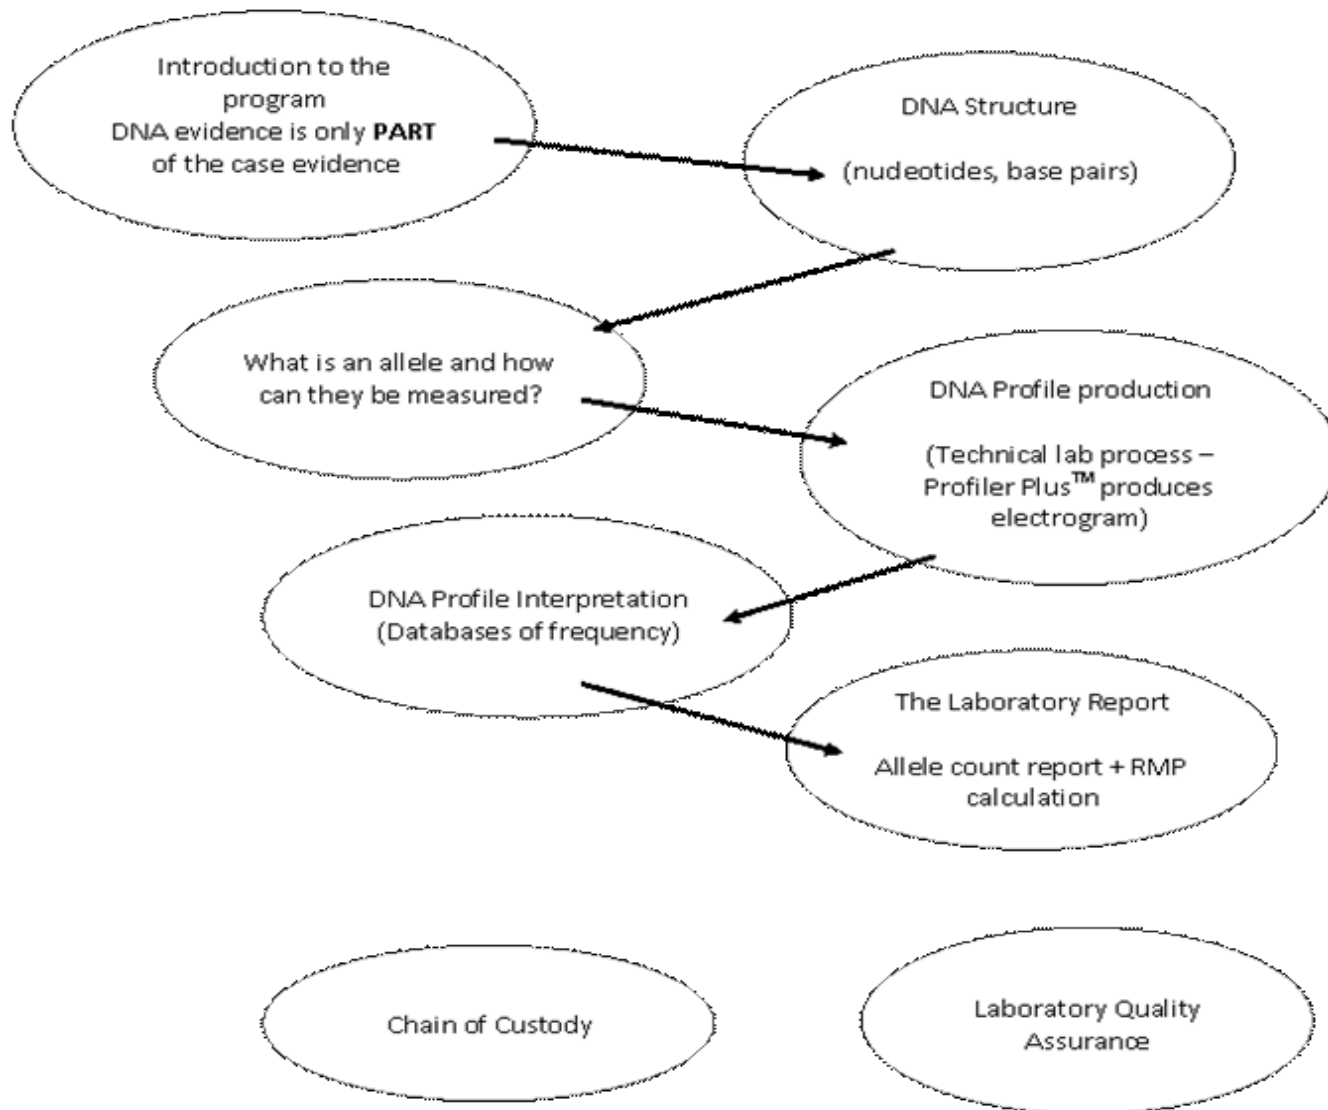 Introduction to the
program
DNA evidence is only PART
of the case evidence
DNA Structure
(nudeotides, base pairs)
What is an allele and how
can they be measured?
DNA Profile production
(Technical lab process –
Profiler Plus™ produces
electrogram)
DNA Profile Interpretation
(Databases of frequency)
The Laboratory Report
Allele count report + RMP
calculation
Chain of Custody
Laboratory Quality
Assurance